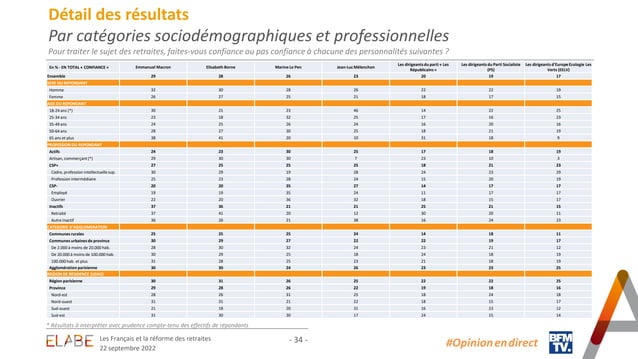 Détail des résultats
Par catégories sociodémographiques et professionnelles
Pour traiter le sujet des retraites, faites-vous confiance ou pas confiance à chacune des personnalités suivantes ?
En % - EN TOTAL « CONFIANCE » Emmanuel Macron Elisabeth Borne Marine Le Pen Jean-Luc Mélenchon Les dirigeants du parti « Les Républicains » Les dirigeants du Parti Socialiste (PS) Les dirigeants d'Europe Ecologie Les Verts (EELV)
Ensemble 29 28 26 23 20 19 17
SEXE DU REPONDANT
Homme 32 30 28 26 22 22 19
Femme 26 27 25 21 18 17 15
AGE DU REPONDANT
18-24 ans (*) 30 21 23 46 14 22 25
25-34 ans 23 18 32 25 17 16 23
35-49 ans 24 25 26 24 16 20 16
50-64 ans 28 27 30 25 18 21 19
65 ans et plus 38 41 20 10 31 18 9
PROFESSION DU REPONDANT
Actifs 24 23 30 25 17 18 19
Artisan, commerçant (*) 29 30 30 7 23 10 3
CSP+ 27 25 25 25 18 21 23
Cadre, profession intellectuelle sup. 30 29 19 28 24 23 29
Profession intermédiaire 25 23 28 24 15 20 19
CSP- 20 20 35 27 14 17 17
Employé 19 19 35 24 11 17 17
Ouvrier 22 20 36 32 18 15 17
Inactifs 37 36 21 21 25 21 15
Retraité 37 41 20 12 30 20 11
Autre inactif 36 26 21 38 16 24 23
CATEGORIE D'AGGLOMERATION
Communes rurales 25 25 25 24 14 18 11
Communes urbaines de province 30 29 27 22 22 19 17
De 2.000 à moins de 20.000 hab. 28 30 32 24 23 21 12
De 20.000 à moins de 100.000 hab. 30 29 25 18 24 18 19
100.000 hab. et plus 31 28 25 23 21 18 19
Agglomération parisienne 30 30 24 26 23 23 25
REGION DE RESIDENCE (UDA5)
Région parisienne 30 31 26 25 22 22 25
Province 29 28 26 22 19 18 16
Nord-est 28 26 31 25 18 24 18
Nord-ouest 31 31 21 22 18 15 17
Sud-ouest 21 21 31 26 13 22 12
Sud-est 31 30 30 17 24 15 14
* Résultats à interpréter avec prudence compte-tenu des effectifs de répondants
ELABE
Les Français et la réforme des retraites
22 septembre 2022
- 34 -
#Opinion.en.direct
BFM
TV.